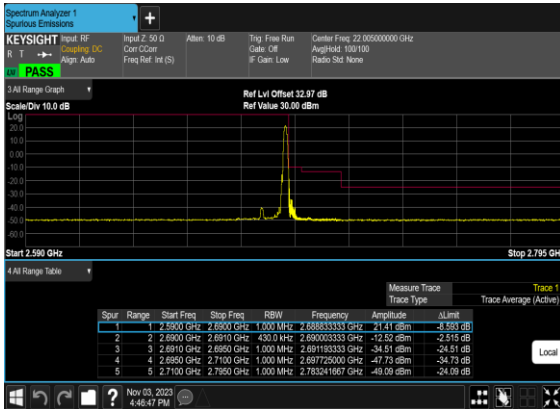 Spectrum Analyzer 1
Spurious Emissions
+
KEYSIGHT Input: RF Input Z: 50 Ω Atten: 10 dB Trig: Free Run Center Freq: 22.005000000 GHz
R T Coupling: DC Corr CCorr Gate: Off Avg|Hold: 100/100
Align: Auto Freq Ref: Int (S) IF Gain: Low Radio Std: None
LXI PASS
3 All Range Graph
Ref Lvl Offset 32.97 dB
Scale/Div 10.0 dB Ref Value 30.00 dBm
Log
20.0
10.0
0.00
-10.0
-20.0
-30.0
-40.0
-50.0
-60.0
Start 2.590 GHz Stop 2.795 GH
4 All Range Table
Measure Trace Trace 1
Trace Type Trace Average (Active)
Spur Range Start Freq Stop Freq RBW Frequency Amplitude ΔLimit
1 1 2.5900 GHz 2.6900 GHz 1.000 MHz 2.688833333 GHz 21.41 dBm -8.593 dB
2 2 2.6900 GHz 2.6910 GHz 430.0 kHz 2.690003333 GHz -12.52 dBm -2.515 dB
3 3 2.6910 GHz 2.6950 GHz 1.000 MHz 2.691193333 GHz -34.51 dBm -24.51 dB
4 4 2.6950 GHz 2.7100 GHz 1.000 MHz 2.697725000 GHz -47.73 dBm -34.73 dB
5 5 2.7100 GHz 2.7950 GHz 1.000 MHz 2.783241667 GHz -49.09 dBm -24.09 dB
Local
Nov 03, 2023
4:46:47 PM